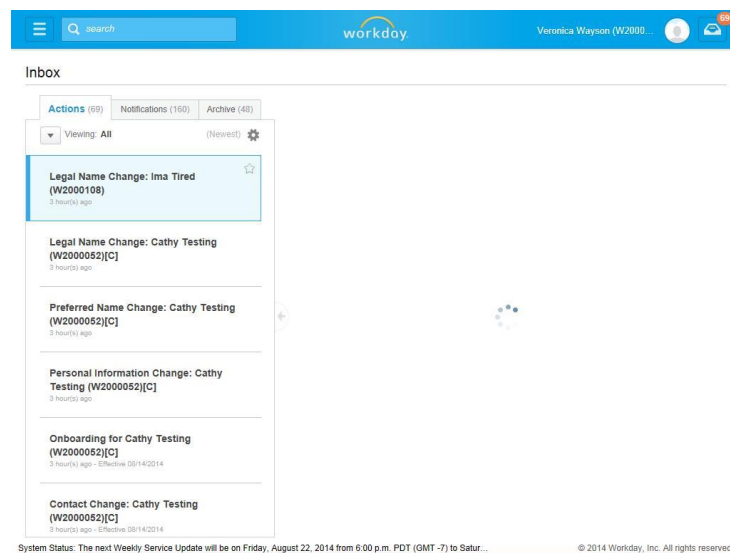 search
workday.
Veronica Wayson (W2000...
69
Inbox
Actions (69)
Notifications (160)
Archive (48)
Viewing: All
(Newest)
Legal Name Change: Ima Tired
(W2000108)
3 hour(s) ago
Legal Name Change: Cathy Testing
(W2000052)[C]
3 hour(s) ago
Preferred Name Change: Cathy Testing
(W2000052)[C]
3 hour(s) ago
Personal Information Change: Cathy
Testing (W2000052)[C]
3 hour(s) ago
Onboarding for Cathy Testing
(W2000052)[C]
3 hour(s) ago - Effective 08/14/2014
Contact Change: Cathy Testing
(W2000052)[C]
3 hour(s) ago - Effective 08/14/2014
System Status: The next Weekly Service Update will be on Friday, August 22, 2014 from 6:00 p.m. PDT (GMT -7) to Satur...
© 2014 Workday, Inc. All rights reserved